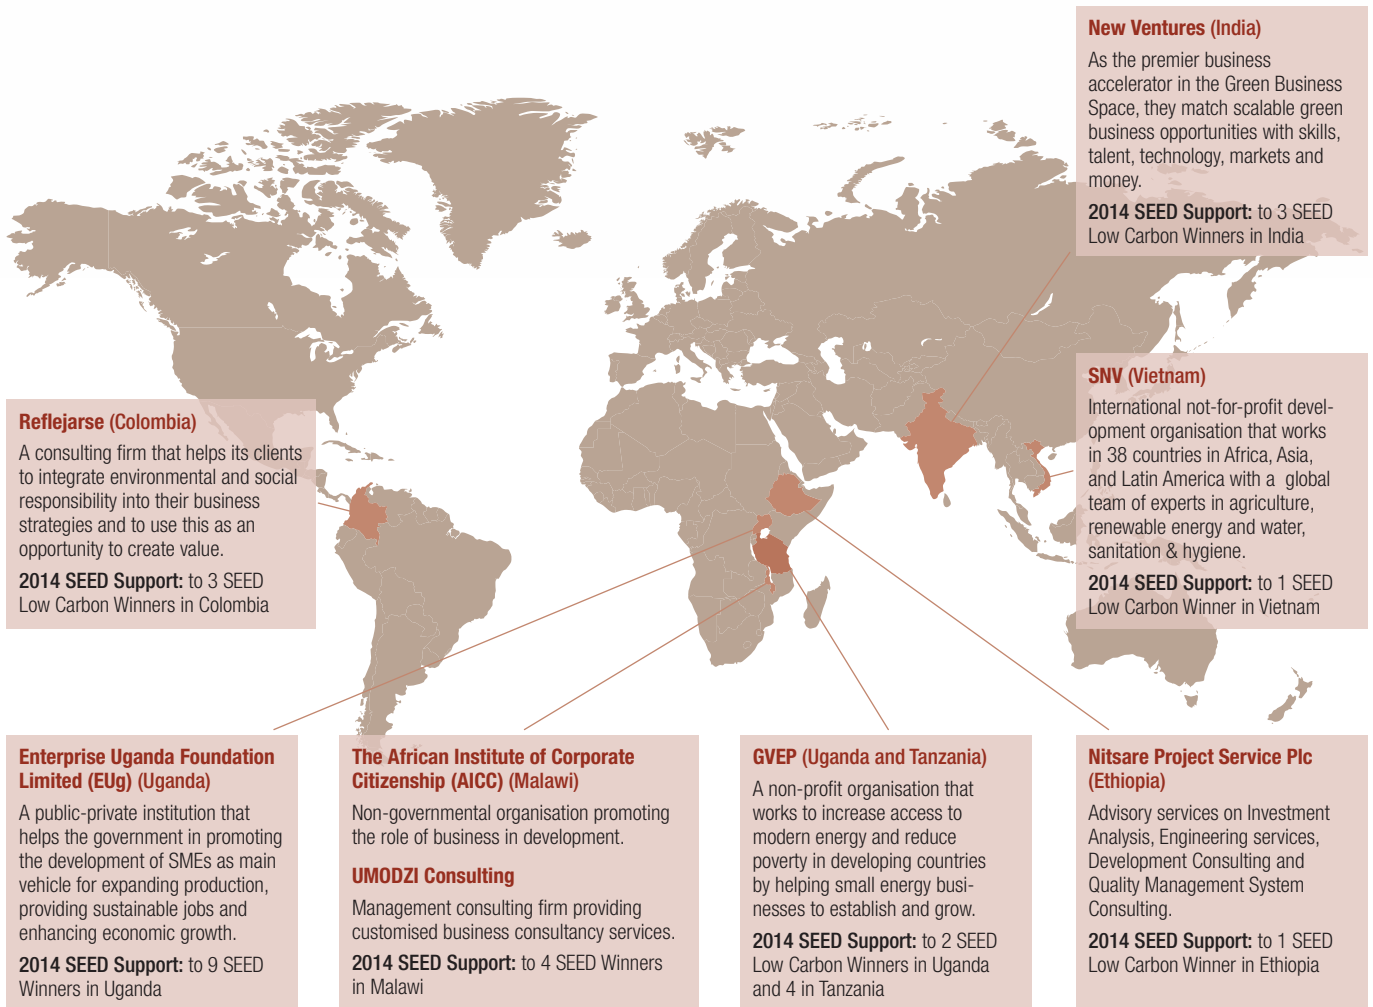 New Ventures (India)
As the premier business
accelerator in the Green Business
Space, they match scalable green
business opportunities with skills,
talent, technology, markets and
money.
2014 SEED Support: to 3 SEED
Low Carbon Winners in India
SNV (Vietnam)
International not-for-profit devel-
opment organisation that works
in 38 countries in Africa, Asia,
and Latin America with a global
team of experts in agriculture,
renewable energy and water,
sanitation & hygiene.
2014 SEED Support: to 1 SEED
Low Carbon Winner in Vietnam
Reflejarse (Colombia)
A consulting firm that helps its clients
to integrate environmental and social
responsibility into their business
strategies and to use this as an
opportunity to create value.
2014 SEED Support: to 3 SEED
Low Carbon Winners in Colombia
Enterprise Uganda Foundation
Limited (EUg) (Uganda)
A public-private institution that
helps the government in promoting
the development of SMEs as main
vehicle for expanding production,
providing sustainable jobs and
enhancing economic growth.
2014 SEED Support: to 9 SEED
Winners in Uganda
The African Institute of Corporate
Citizenship (AICC) (Malawi)
Non-governmental organisation promoting
the role of business in development.
UMODZI Consulting
Management consulting firm providing
customised business consultancy services.
2014 SEED Support: to 4 SEED Winners
in Malawi
GVEP (Uganda and Tanzania)
A non-profit organisation that
works to increase access to
modern energy and reduce
poverty in developing countries
by helping small energy busi-
nesses to establish and grow.
2014 SEED Support: to 2 SEED
Low Carbon Winners in Uganda
and 4 in Tanzania
Nitsare Project Service Plc
(Ethiopia)
Advisory services on Investment
Analysis, Engineering services,
Development Consulting and
Quality Management System
Consulting.
2014 SEED Support: to 1 SEED
Low Carbon Winner in Ethiopia